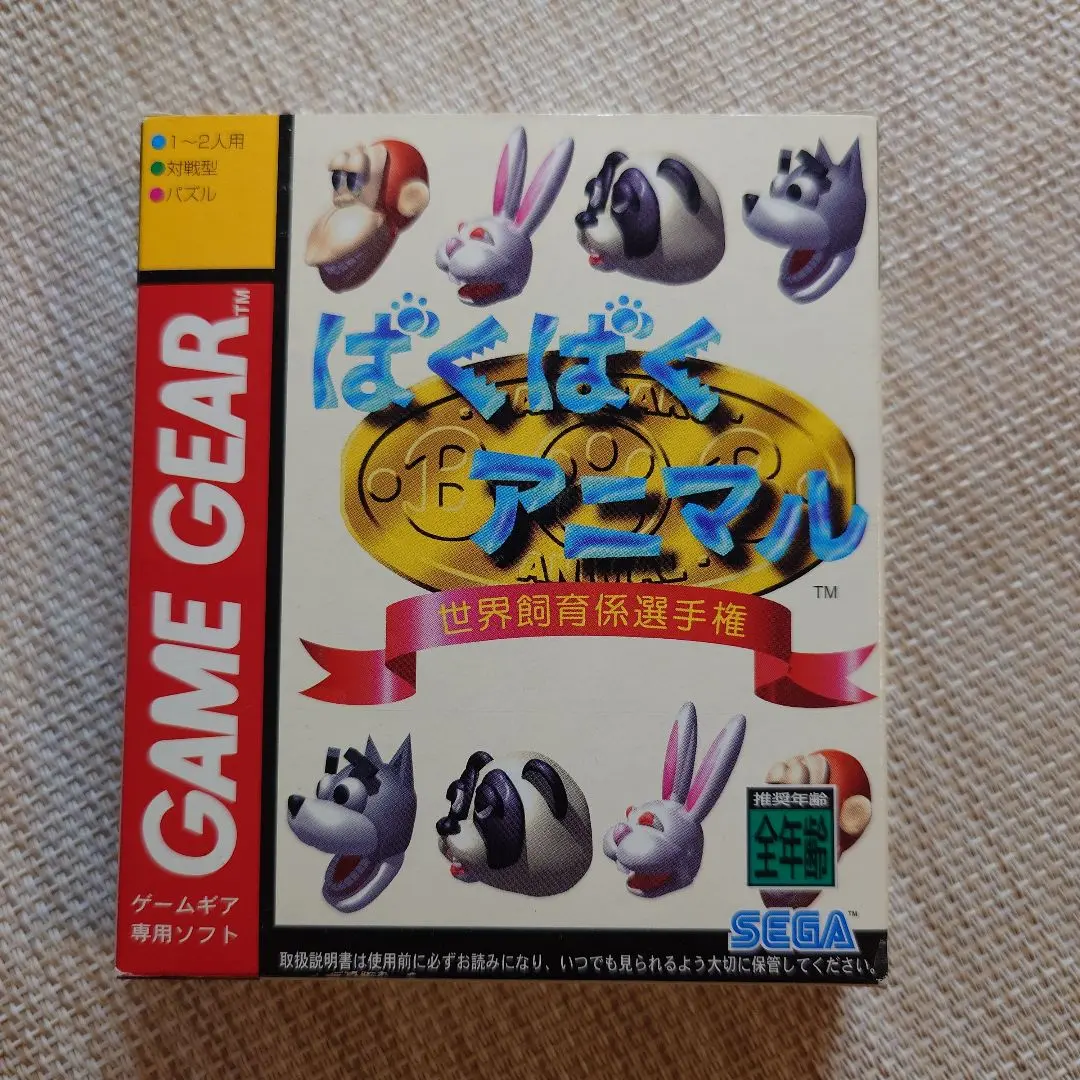 ●1〜2人用
●対戦型
●パズル
GAME GEAR™
ゲームギア
専用ソフト
ばくばく
アニマル
TM
世界飼育係選手権
推奨年齢
全年齢
SEGA™
取扱説明書は使用前に必ずお読みになり、いつでも見られるよう大切に保管してください。